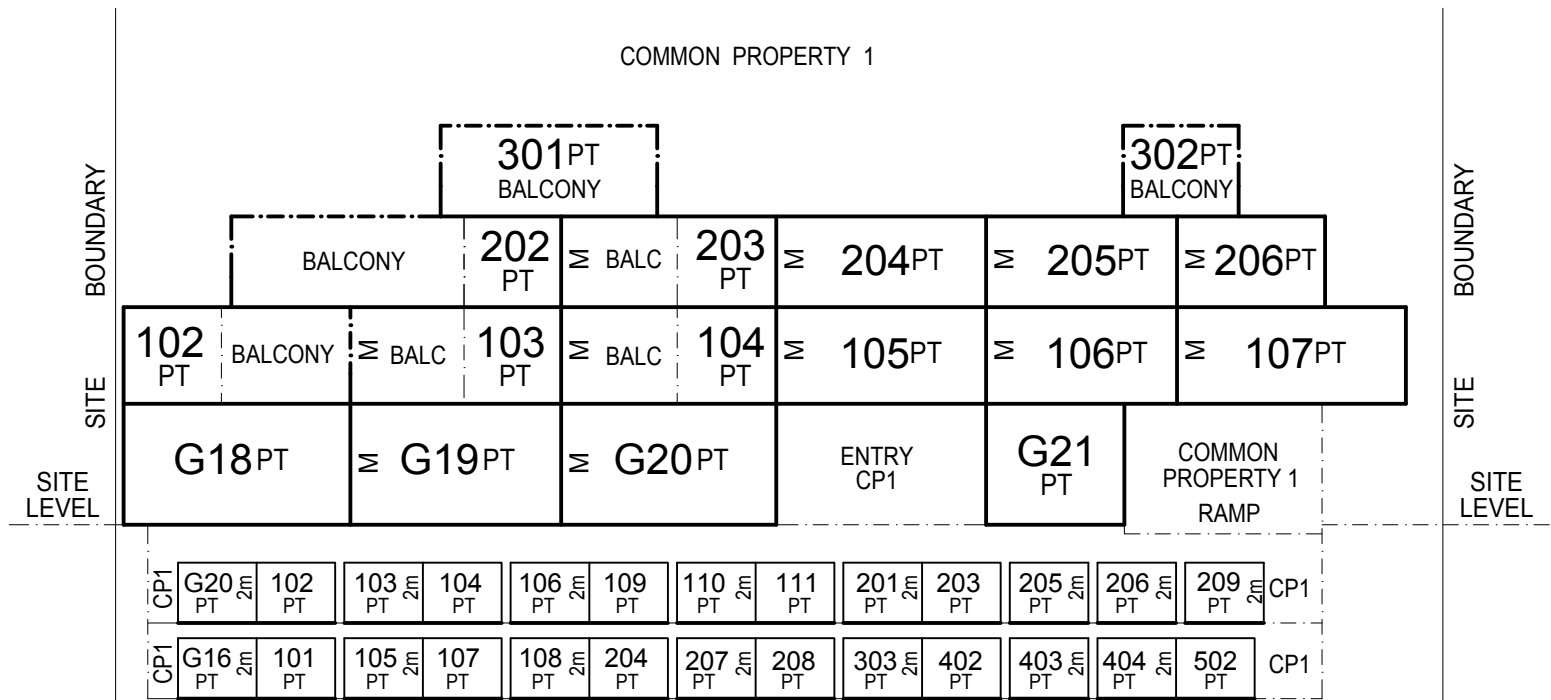 COMMON PROPERTY 1
301PT
BALCONY
302PT
BALCONY
BOUNDARY
BOUNDARY
BALCONY
202
PT
M
BALC
203
PT
M
204PT
M
205PT
M
206PT
102
PT
BALCONY
M
BALC
103
PT
M
BALC
104
PT
M
105PT
M
106PT
M
107PT
SITE
SITE
G18PT
M
G19PT
M
G20PT
ENTRY
CP1
G21
PT
COMMON
PROPERTY 1
RAMP
SITE
LEVEL
SITE
LEVEL
CP1
G20
PT
2m
102
PT
103
PT
2m
104
PT
106
PT
2m
109
PT
110
PT
2m
111
PT
201
PT
2m
203
PT
205
PT
2m
206
PT
2m
209
PT
2m
CP1
CP1
G16
PT
2m
101
PT
105
PT
2m
107
PT
108
PT
2m
204
PT
207
PT
2m
208
PT
303
PT
2m
402
PT
403
PT
2m
404
PT
2m
502
PT
CP1